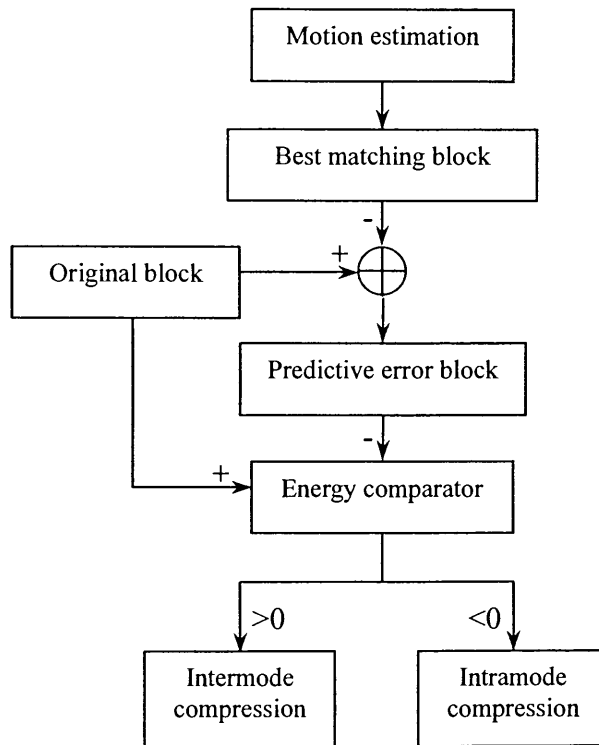 Motion estimation
Best matching block
-
+
Original block
Predictive error block
-
+
Energy comparator
>0
<0
Intermode
compression
Intramode
compression